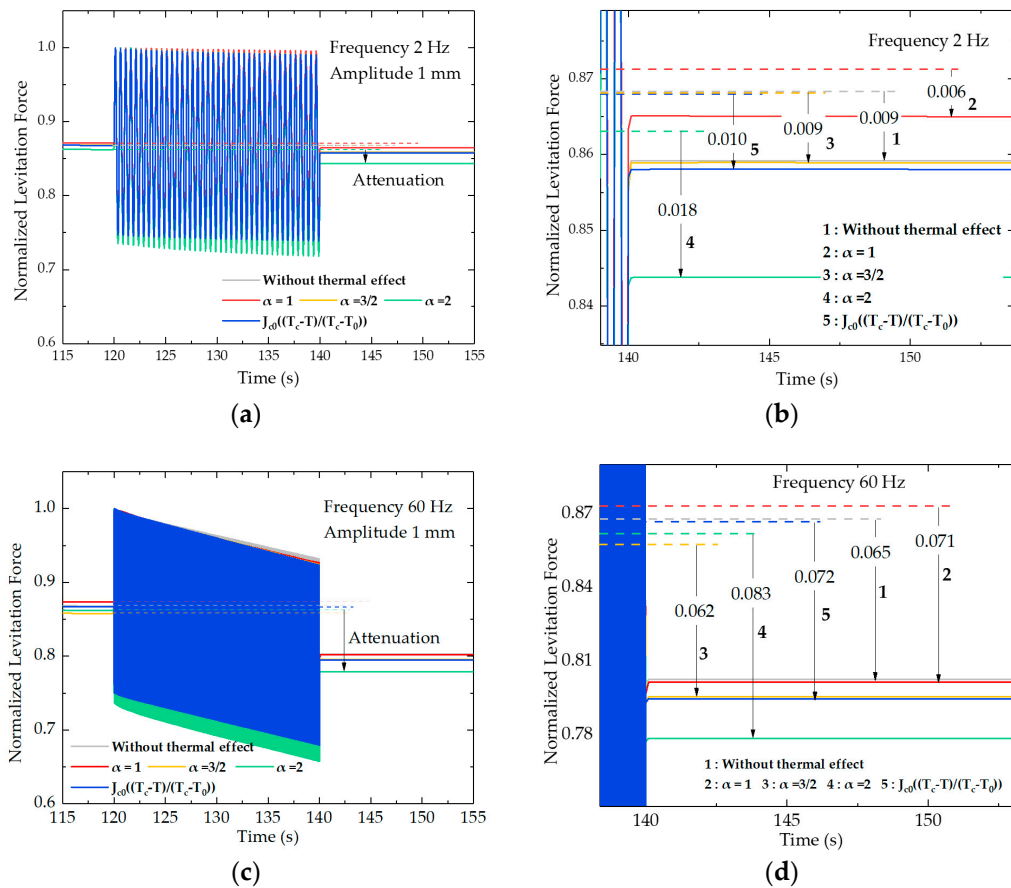 Normalized Levitation Force
1.0
0.9
0.8
0.7
0.6
Frequency 2 Hz
Amplitude 1 mm
Attenuation
Without thermal effect
α = 1 α =3/2 α =2
Jc0((Tc-T)/(Tc-T0))
115 120 125 130 135 140 145 150 155
Time (s)
(a)
Normalized Levitation Force
0.87
0.86
0.85
0.84
Frequency 2 Hz
0.006
2
0.009
1
0.009
3
0.010
5
0.018
4
1 : Without thermal effect
2 : α = 1
3 : α =3/2
4 : α=2
5 : Jc0((Tc-T)/(Tc-T0))
140 145 150
Time (s)
(b)
Normalized Levitation Force
1.0
0.9
0.8
0.7
0.6
Frequency 60 Hz
Amplitude 1 mm
Attenuation
Without thermal effect
α = 1 α =3/2 α =2
Jc0((Tc-T)/(Tc-T0))
115 120 125 130 135 140 145 150 155
Time (s)
(c)
Normalized Levitation Force
0.87
0.84
0.81
0.78
Frequency 60 Hz
0.071
2
0.065
1
0.072
5
0.083
4
0.062
3
1 : Without thermal effect
2 : α = 1 3 : α =3/2 4 : α = 2 5 : Jc0((Tc-T)/(Tc-T0))
140 145 150
Time (s)
(d)